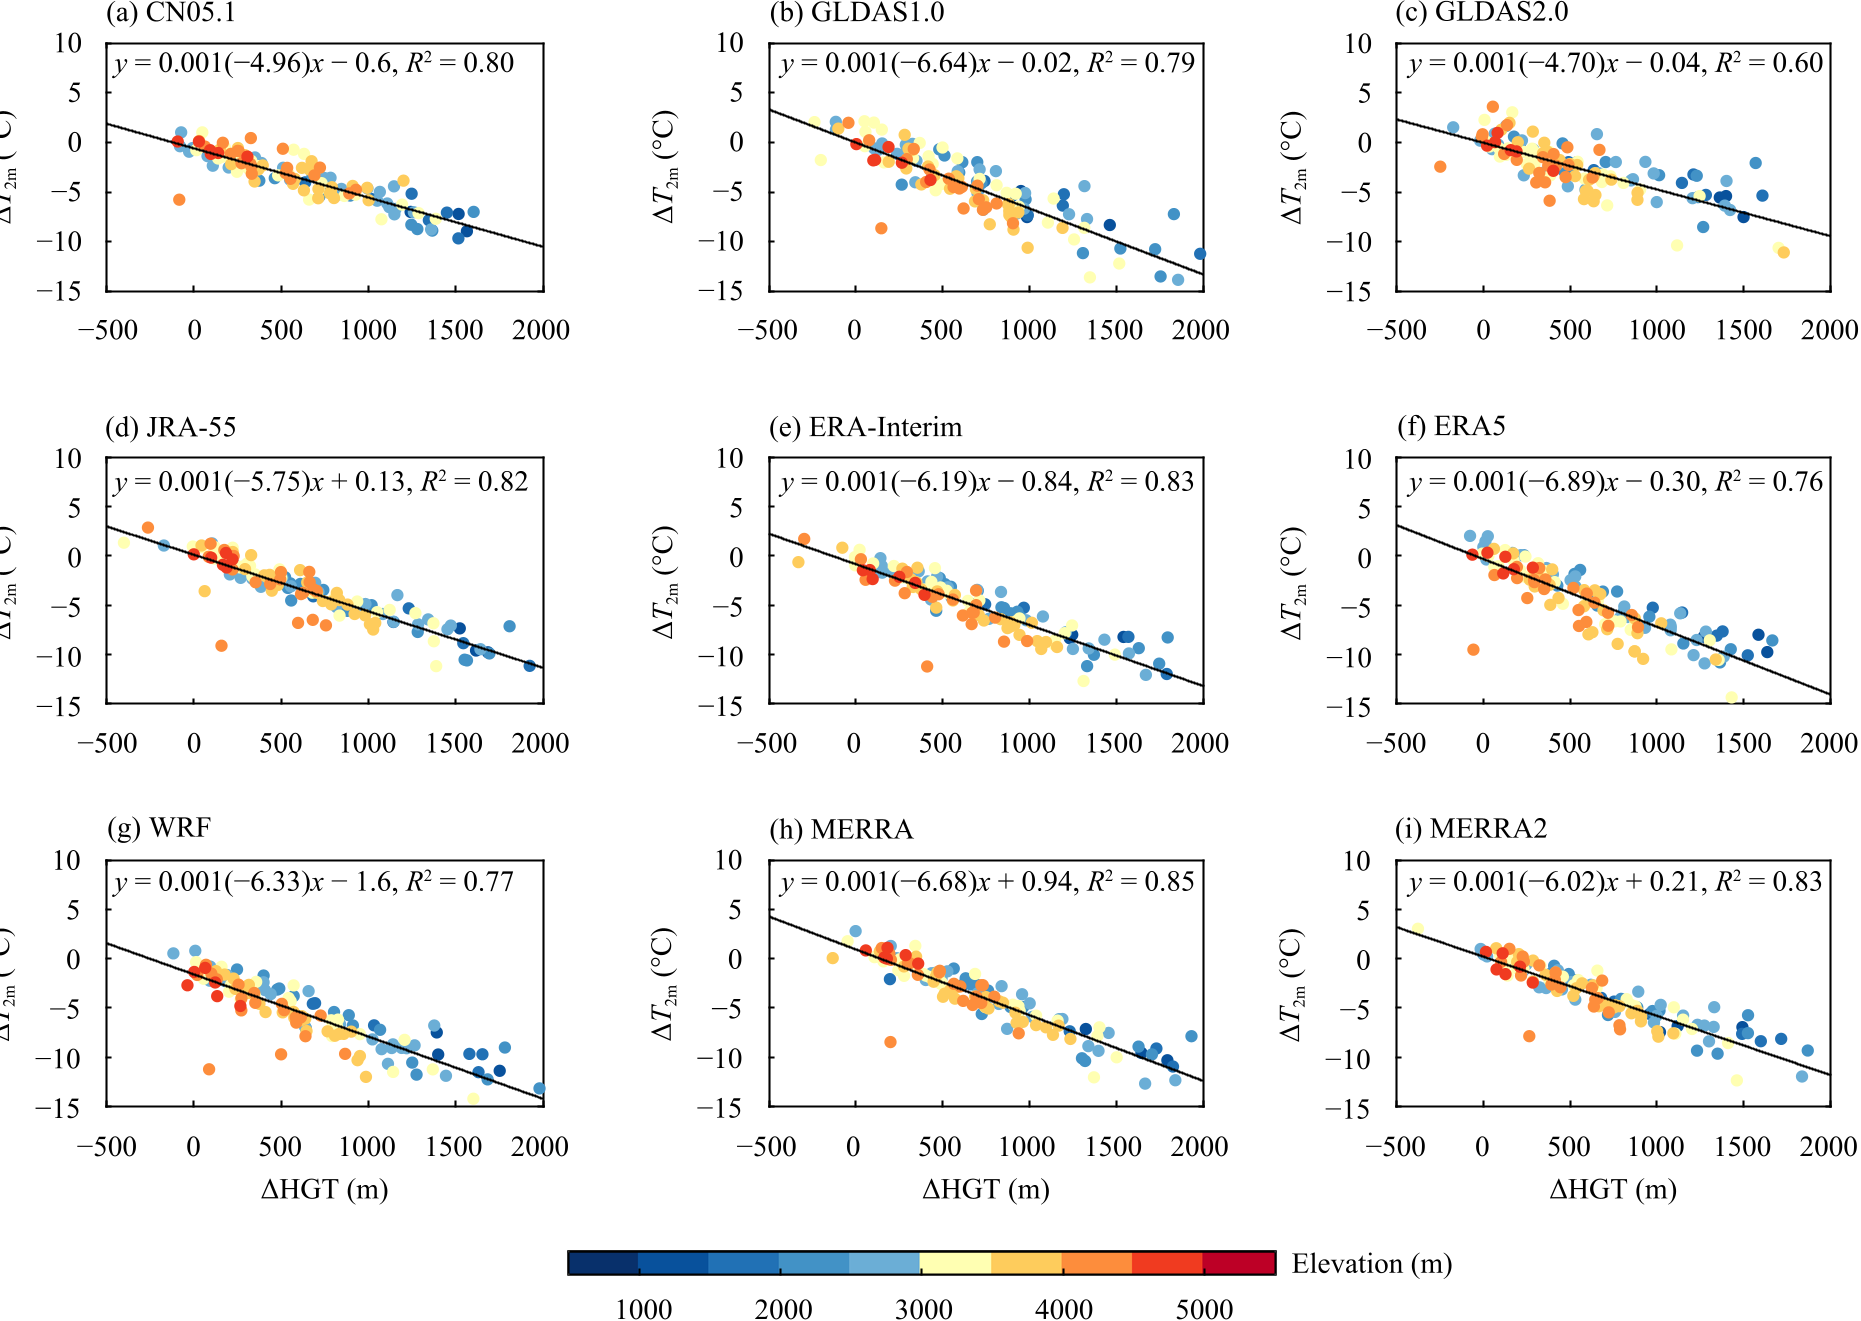 (a) CN05.1
(b) GLDAS1.0
(c) GLDAS2.0
y = 0.001(−4.96)x − 0.6, R² = 0.80
y = 0.001(−6.64)x − 0.02, R² = 0.79
y = 0.001(−4.70)x − 0.04, R² = 0.60
ΔT2m (°C)
ΔT2m (°C)
ΔT2m (°C)
10
5
0
−5
−10
−15
10
5
0
−5
−10
−15
10
5
0
−5
−10
−15
−500 0 500 1000 1500 2000
−500 0 500 1000 1500 2000
−500 0 500 1000 1500 2000
(d) JRA-55
(e) ERA-Interim
(f) ERA5
y = 0.001(−5.75)x + 0.13, R² = 0.82
y = 0.001(−6.19)x − 0.84, R² = 0.83
y = 0.001(−6.89)x − 0.30, R² = 0.76
ΔT2m (°C)
ΔT2m (°C)
ΔT2m (°C)
10
5
0
−5
−10
−15
10
5
0
−5
−10
−15
10
5
0
−5
−10
−15
−500 0 500 1000 1500 2000
−500 0 500 1000 1500 2000
−500 0 500 1000 1500 2000
(g) WRF
(h) MERRA
(i) MERRA2
y = 0.001(−6.33)x − 1.6, R² = 0.77
y = 0.001(−6.68)x + 0.94, R² = 0.85
y = 0.001(−6.02)x + 0.21, R² = 0.83
ΔT2m (°C)
ΔT2m (°C)
ΔT2m (°C)
10
5
0
−5
−10
−15
10
5
0
−5
−10
−15
10
5
0
−5
−10
−15
−500 0 500 1000 1500 2000
−500 0 500 1000 1500 2000
−500 0 500 1000 1500 2000
ΔHGT (m)
ΔHGT (m)
ΔHGT (m)
Elevation (m)
1000 2000 3000 4000 5000